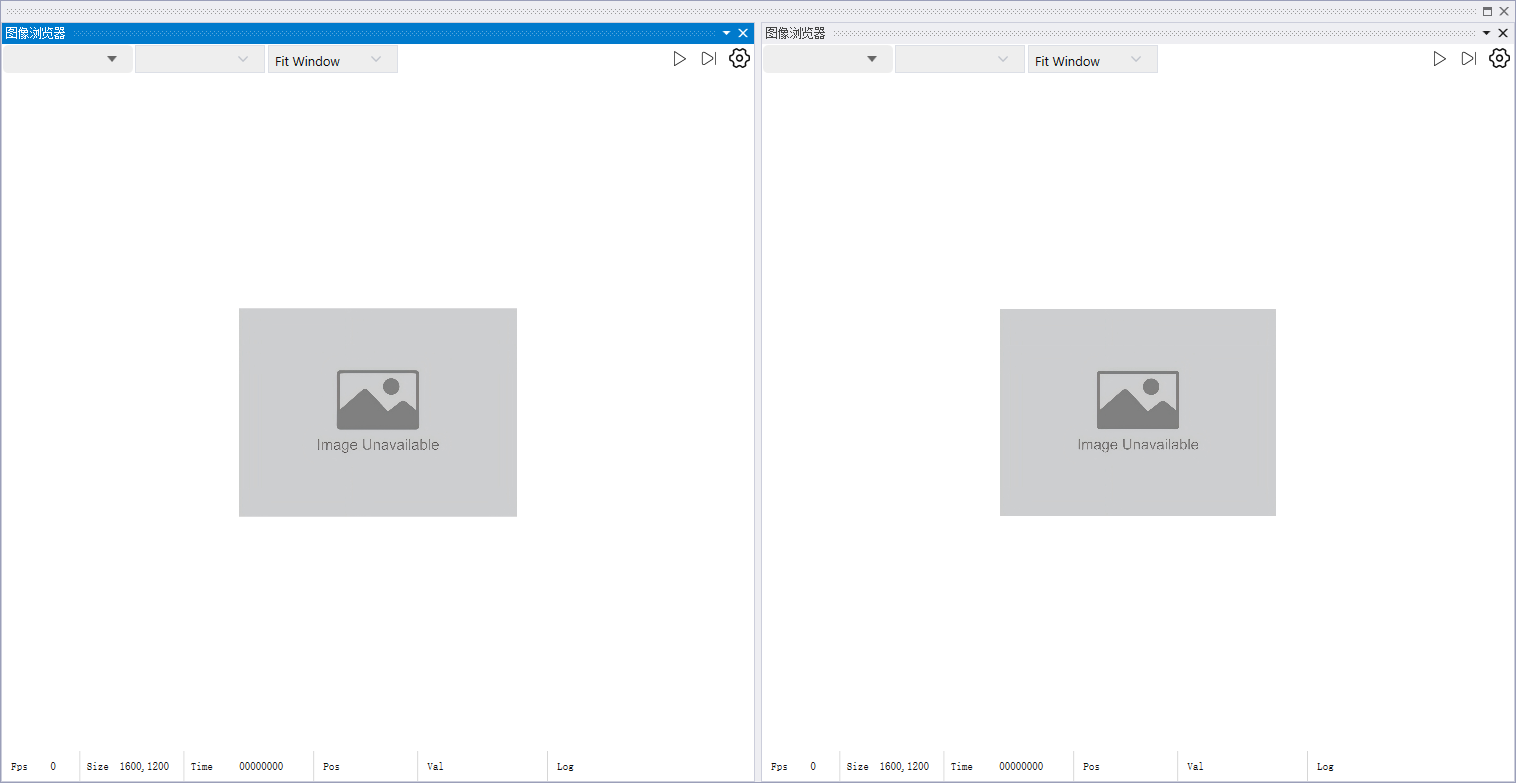 图像浏览器
Fit Window
Image Unavailable
Fps 0 Size 1600,1200 Time 00000000 Pos Val Log
图像浏览器
Fit Window
Image Unavailable
Fps 0 Size 1600,1200 Time 00000000 Pos Val Log